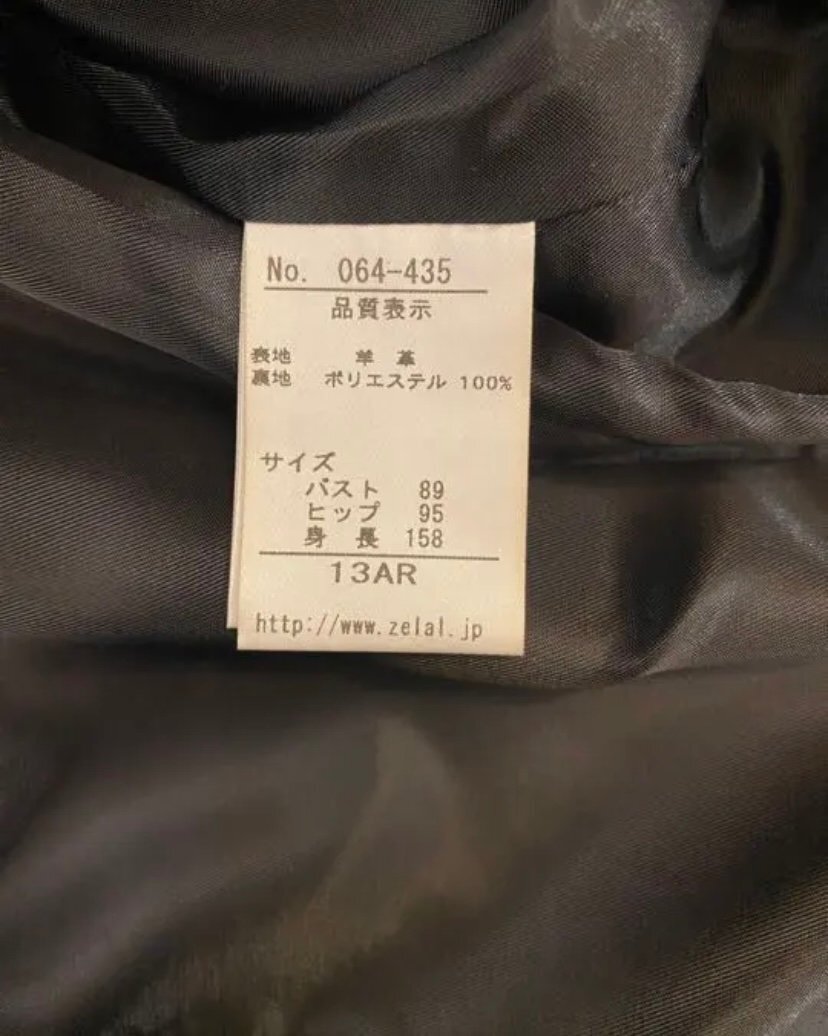 No. 064-435
品質表示
表地 羊革
裏地 ポリエステル 100%
サイズ
バスト 89
ヒップ 95
身長 158
13AR
http://www.zelal.jp